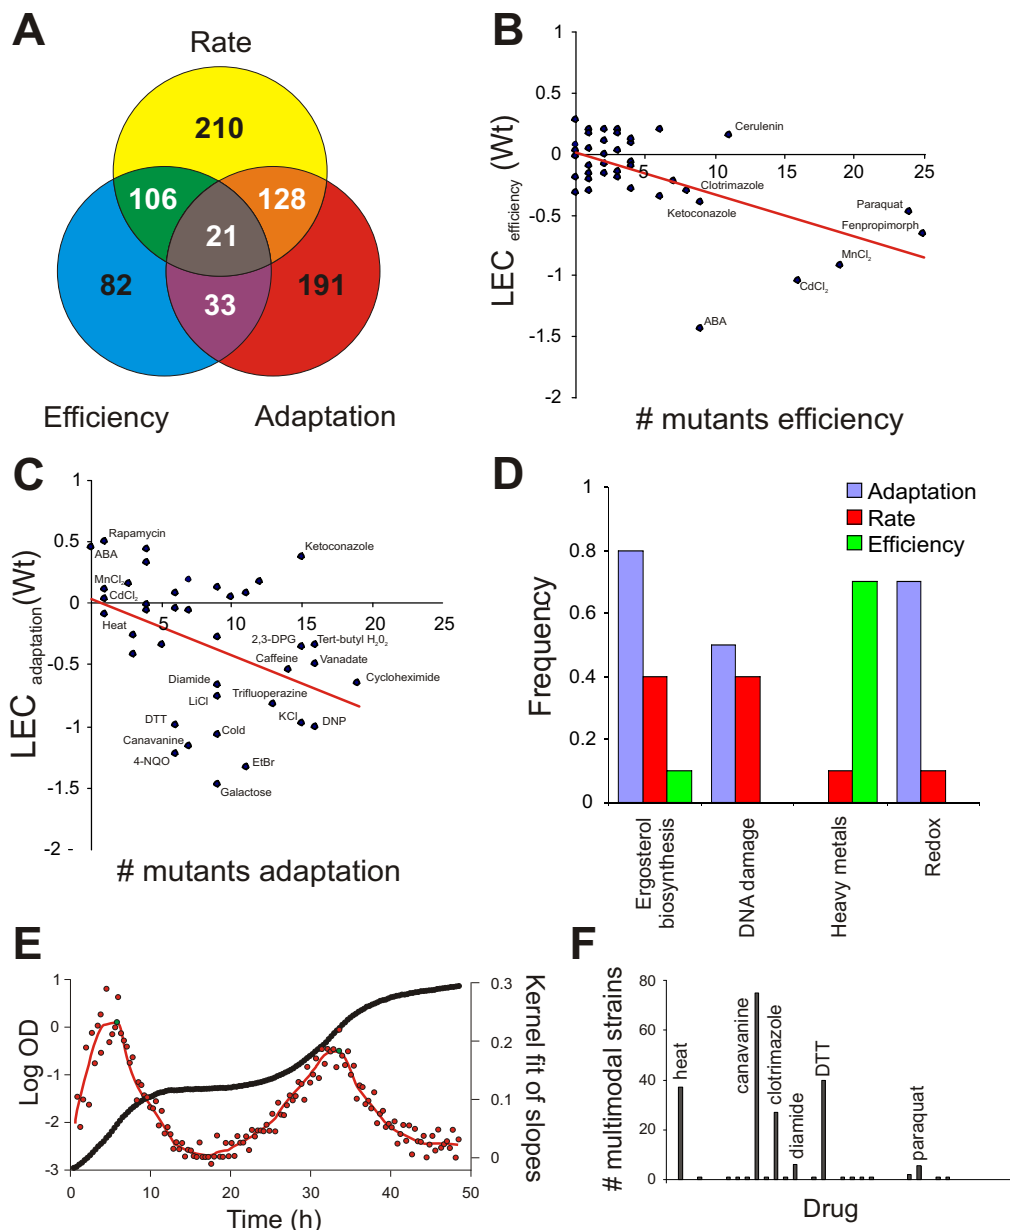 A
Rate
210
106
128
21
82
33
191
Efficiency
Adaptation
B
1
0.5
0
-0.5
-1
-1.5
-2
5
10
15
20
25
LEC efficiency (Wt)
Cerulenin
Clotrimazole
Ketoconazole
Paraquat
Fenpropimorph
MnCl2
CdCl2
ABA
# mutants efficiency
C
1
0.5
0
-0.5
-1
-1.5
-2
5
10
15
20
25
LEC adaptation (Wt)
Rapamycin
ABA
Ketoconazole
MnCl2
CdCl2
Heat
2,3-DPG
Tert-butyl H2O2
Caffeine
Vanadate
Diamide
Cycloheximide
LiCl
Trifluoperazine
DTT
KCl
DNP
Canavanine
Cold
4-NQO
EtBr
Galactose
# mutants adaptation
D
Adaptation
Rate
Efficiency
0.8
0.6
0.4
0.2
0
Frequency
Ergosterol
biosynthesis
DNA damage
Heavy metals
Redox
E
1
0
-1
-2
-3
Log OD
0.3
0.2
0.1
0
Kernel fit of
slopes
0
10
20
30
40
50
Time (h)
F
80
60
40
20
0
# multimodal strains
heat
canavanine
clotrimazole
diamide
DTT
paraquat
Drug